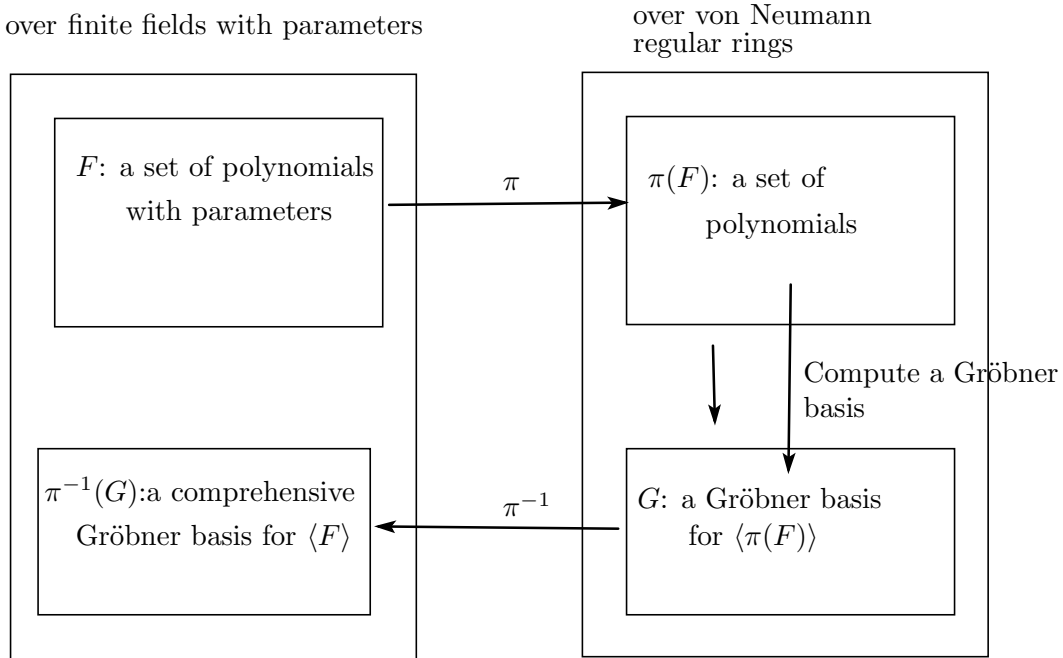 over finite fields with parameters
over von Neumann
regular rings
F: a set of polynomials
with parameters
π
π(F): a set of
polynomials
Compute a Gröbner
basis
π⁻¹(G):a comprehensive
Gröbner basis for ⟨F⟩
π⁻¹
G: a Gröbner basis
for ⟨π(F)⟩